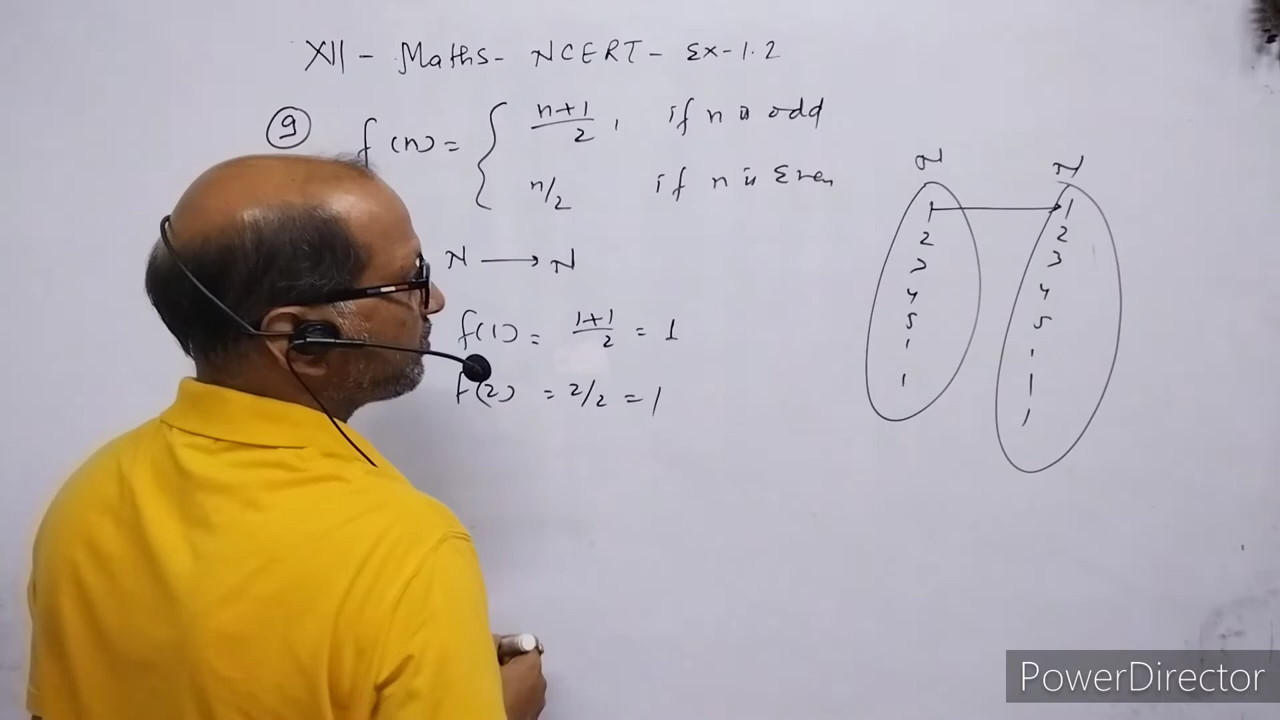 XII - Maths - NCERT - Ex-1.2
9
f(n) = { n+1/2, if n is odd
n/2 if n is Even
N → N
f(1) = 1+1/2 = 1
f(2) = 2/2 = 1
N N
1 1
2 2
3 3
4 4
5 5
PowerDirector